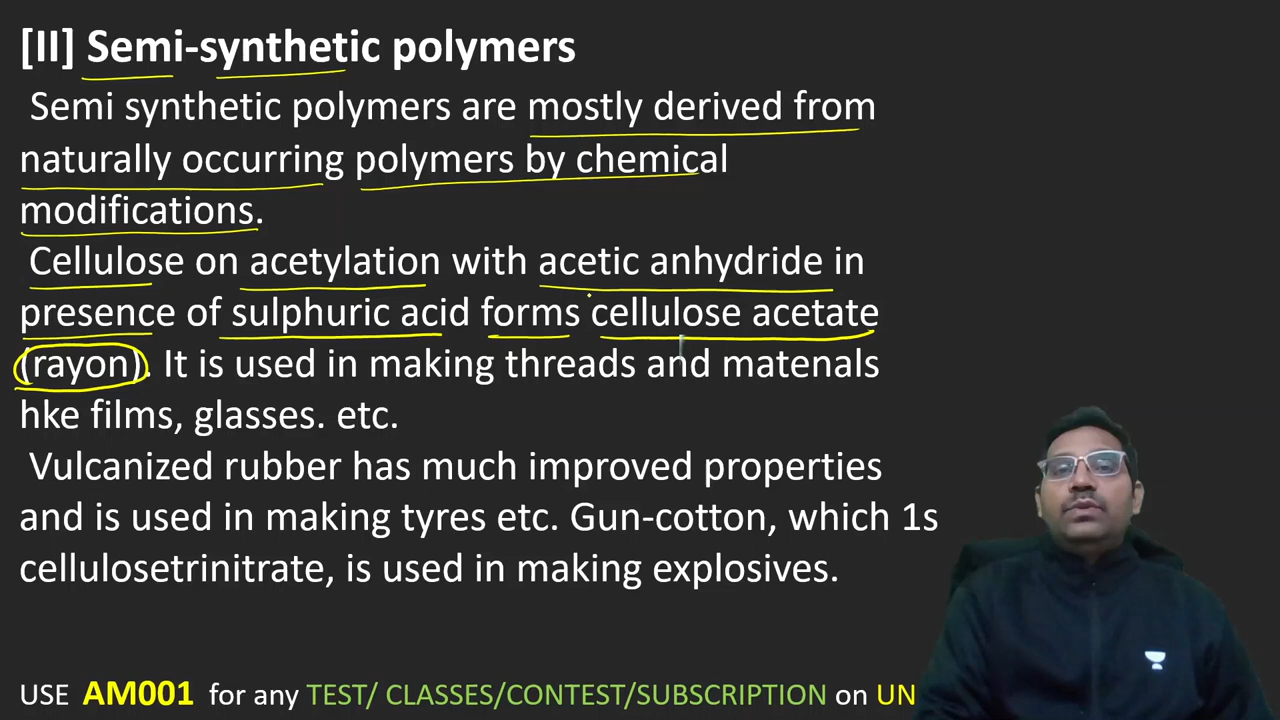 [II] Semi-synthetic polymers
Semi synthetic polymers are mostly derived from
naturally occurring polymers by chemical
modifications.
Cellulose on acetylation with acetic anhydride in
presence of sulphuric acid forms cellulose acetate
(rayon). It is used in making threads and matenals
hke films, glasses. etc.
Vulcanized rubber has much improved properties
and is used in making tyres etc. Gun-cotton, which 1s
cellulosetrinitrate, is used in making explosives.
USE AM001 for any TEST/ CLASSES/CONTEST/SUBSCRIPTION on UN